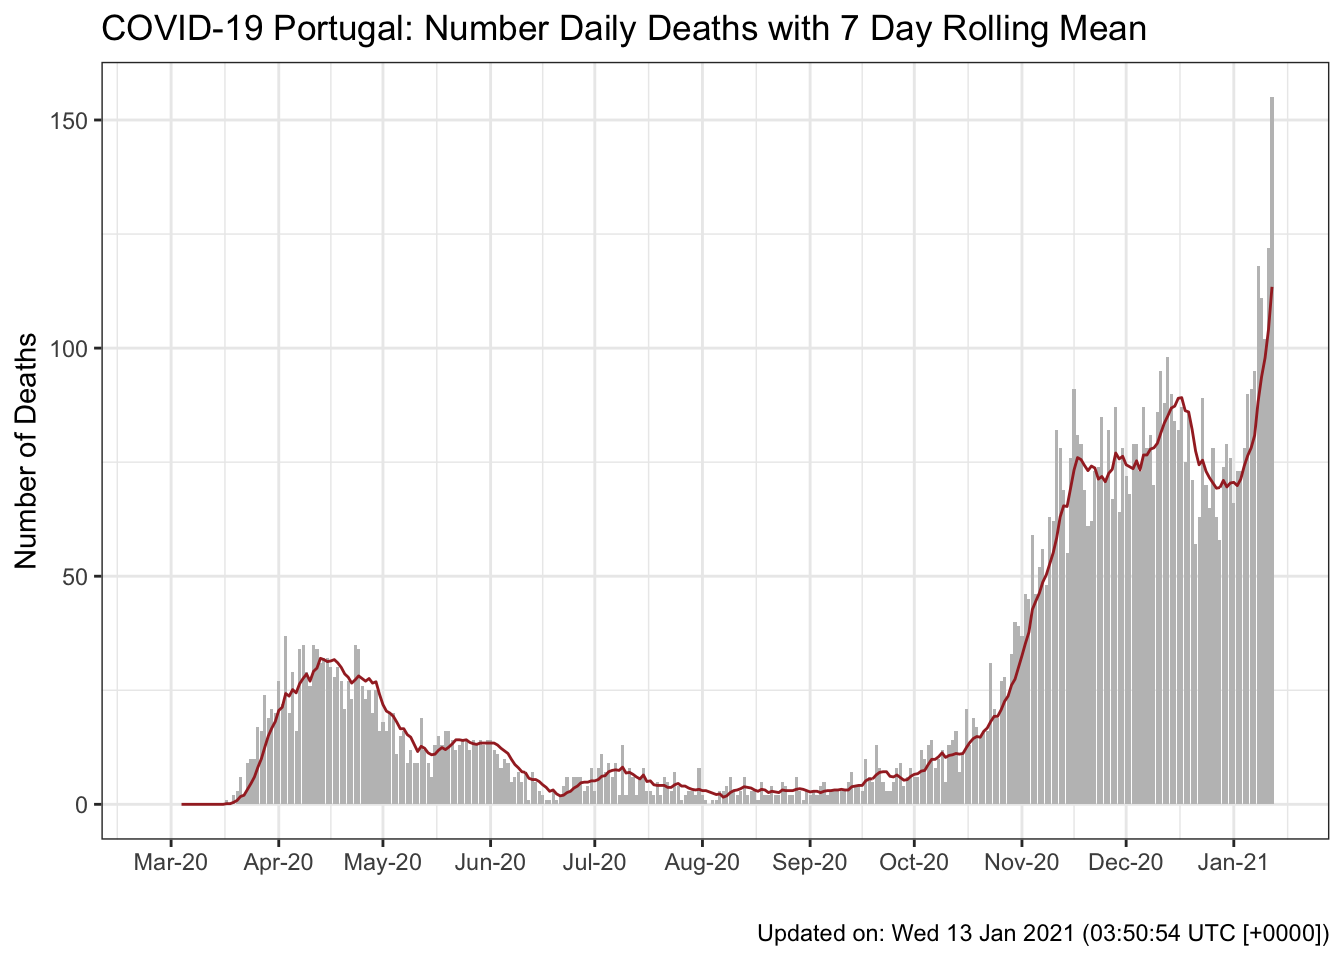 COVID-19 Portugal: Number Daily Deaths with 7 Day Rolling Mean
Number of Deaths
150
100
50
0
Mar-20 Apr-20 May-20 Jun-20 Jul-20 Aug-20 Sep-20 Oct-20 Nov-20 Dec-20 Jan-21
Updated on: Wed 13 Jan 2021 (03:50:54 UTC [+0000])